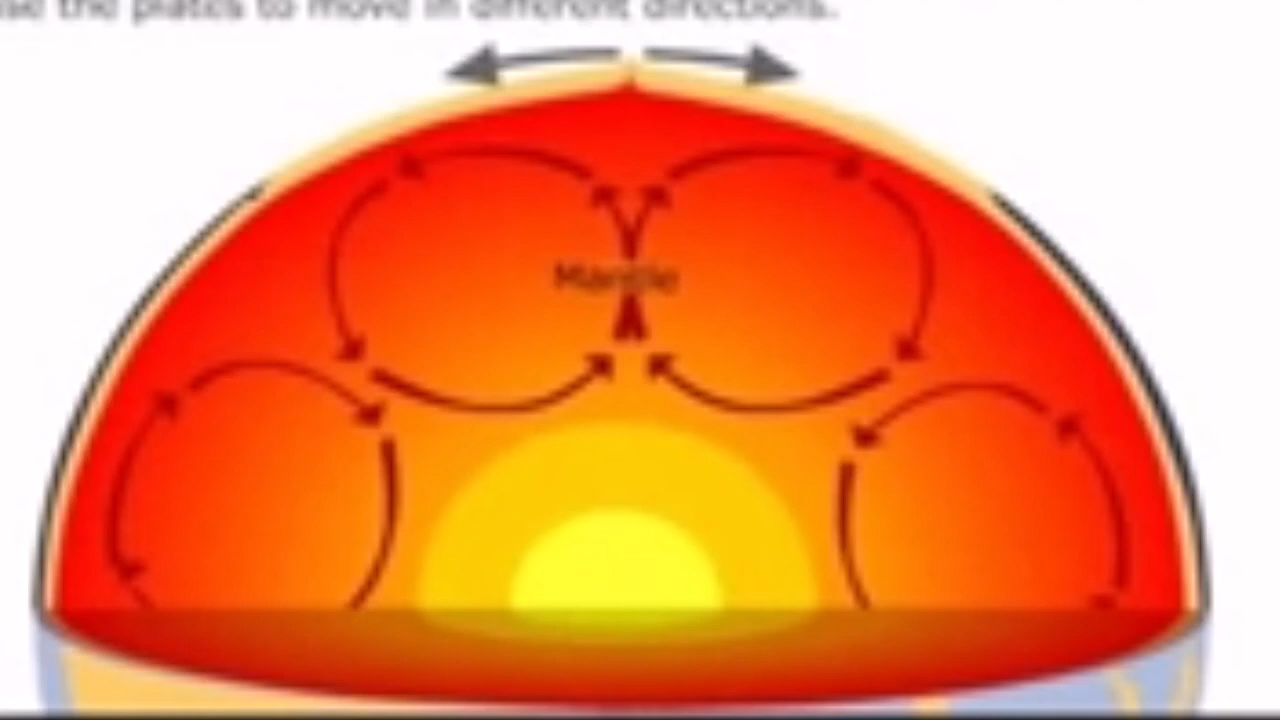 the plates to move in different directions.
Mantle